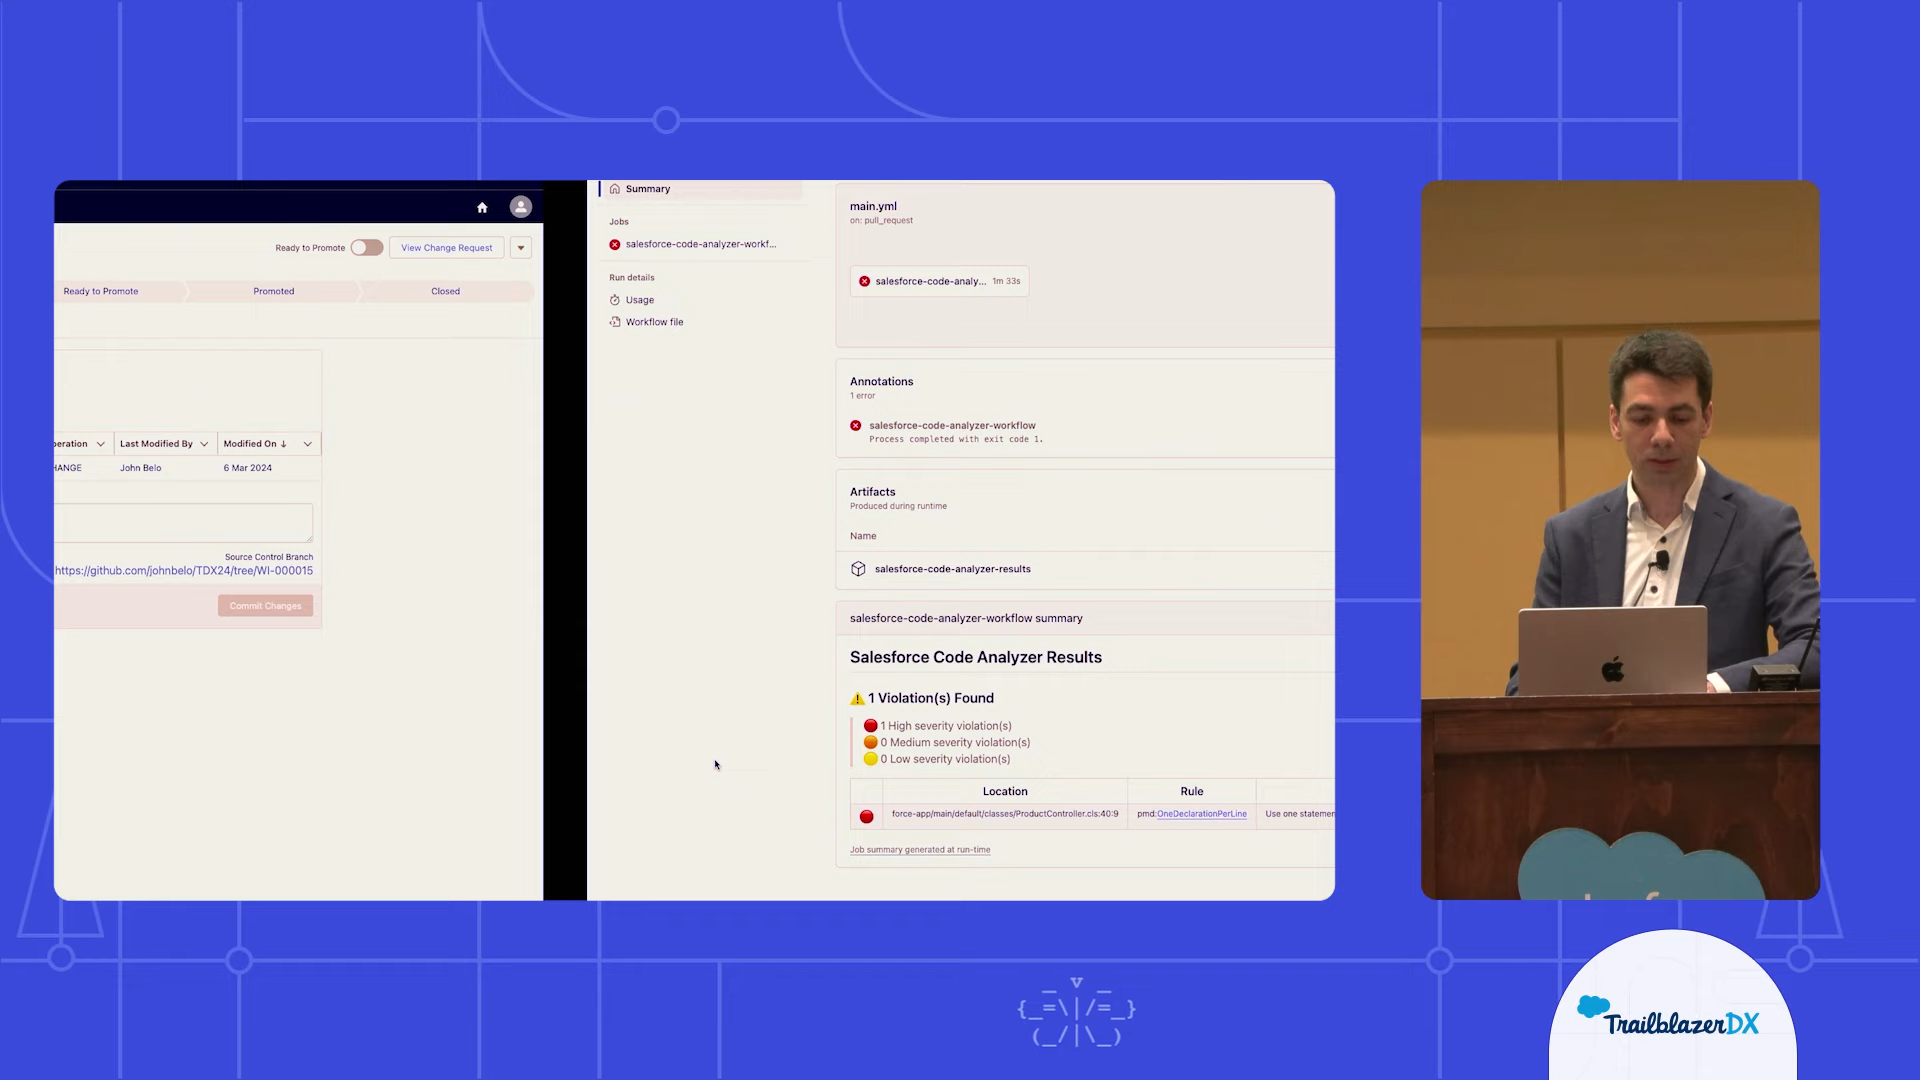 Ready to Promote
View Change Request
Ready to Promote
Promoted
Closed
peration
Last Modified By
Modified On
HANGE
John Belo
6 Mar 2024
Source Control Branch
https://github.com/johnbelo/TDX24/tree/WI-000015
Commit Changes
Summary
Jobs
salesforce-code-analyzer-workf...
Run details
Usage
Workflow file
main.yml
on: pull_request
salesforce-code-analy... 1m 33s
Annotations
1 error
salesforce-code-analyzer-workflow
Process completed with exit code 1.
Artifacts
Produced during runtime
Name
salesforce-code-analyzer-results
salesforce-code-analyzer-workflow summary
Salesforce Code Analyzer Results
1 Violation(s) Found
1 High severity violation(s)
0 Medium severity violation(s)
0 Low severity violation(s)
Location Rule
force-app/main/default/classes/ProductController.cls:40:9 pmd:OneDeclarationPerLine Use one statemen
Job summary generated at run-time
{_=\|/=_}
(_/|\_)
TrailblazerDX